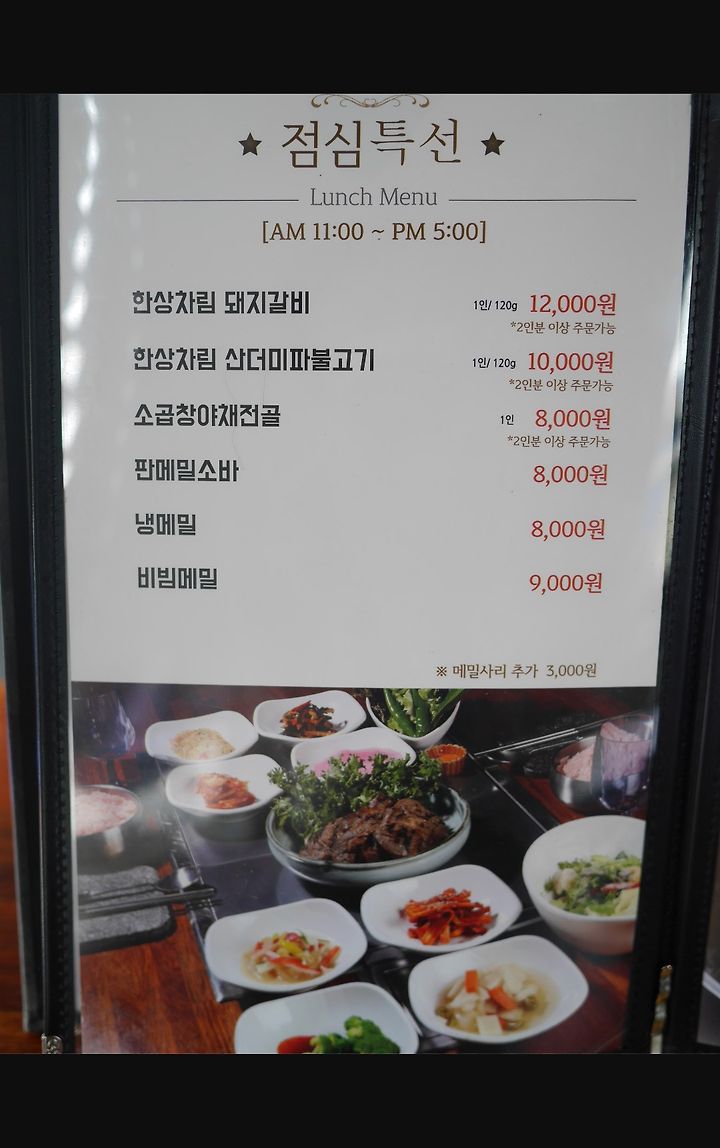 ★ 점심특선 ★
Lunch Menu
[AM 11:00 ~ PM 5:00]
한상차림 돼지갈비 1인/120g 12,000원
*2인분 이상 주문가능
한상차림 산더미파불고기 1인/120g 10,000원
*2인분 이상 주문가능
소곱창야채전골 1인 8,000원
*2인분 이상 주문가능
판메밀소바 8,000원
냉메밀 8,000원
비빔메밀 9,000원
※ 메밀사리 추가 3,000원